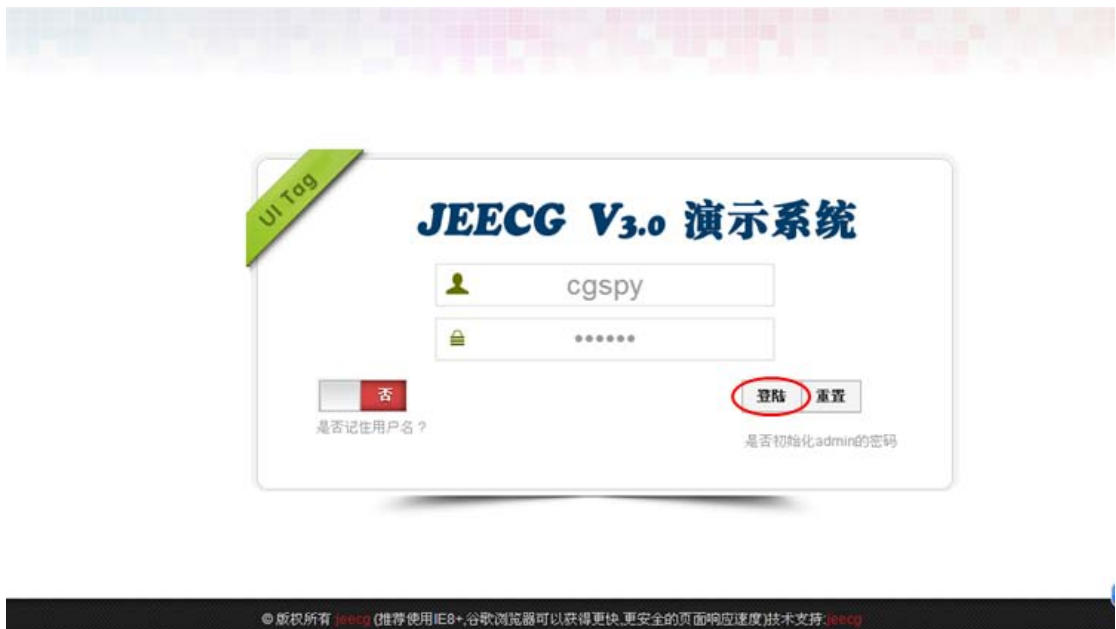 UI Tag
JEECG V3.0 演示系统
cgspy
••••••
否
登陆 重置
是否记住用户名？
是否初始化admin的密码
©版权所有 jeecg (推荐使用IE8+,谷歌浏览器可以获得更快,更安全的页面响应速度)技术支持:jeecg